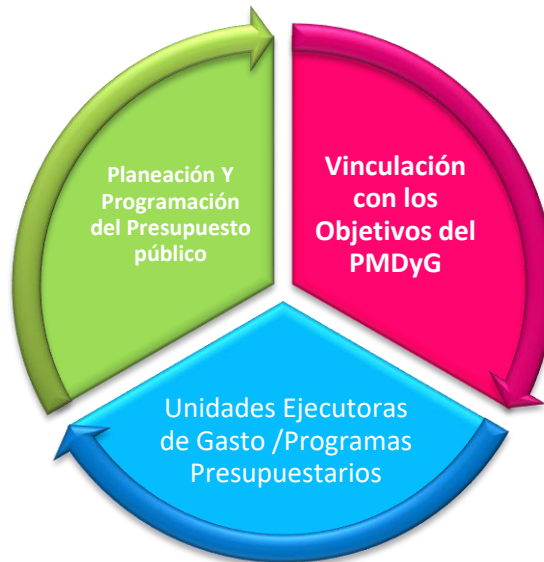 Planeación Y
Programación
del Presupuesto
público
Vinculación
con los
Objetivos del
PMDyG
Unidades Ejecutoras
de Gasto /Programas
Presupuestarios